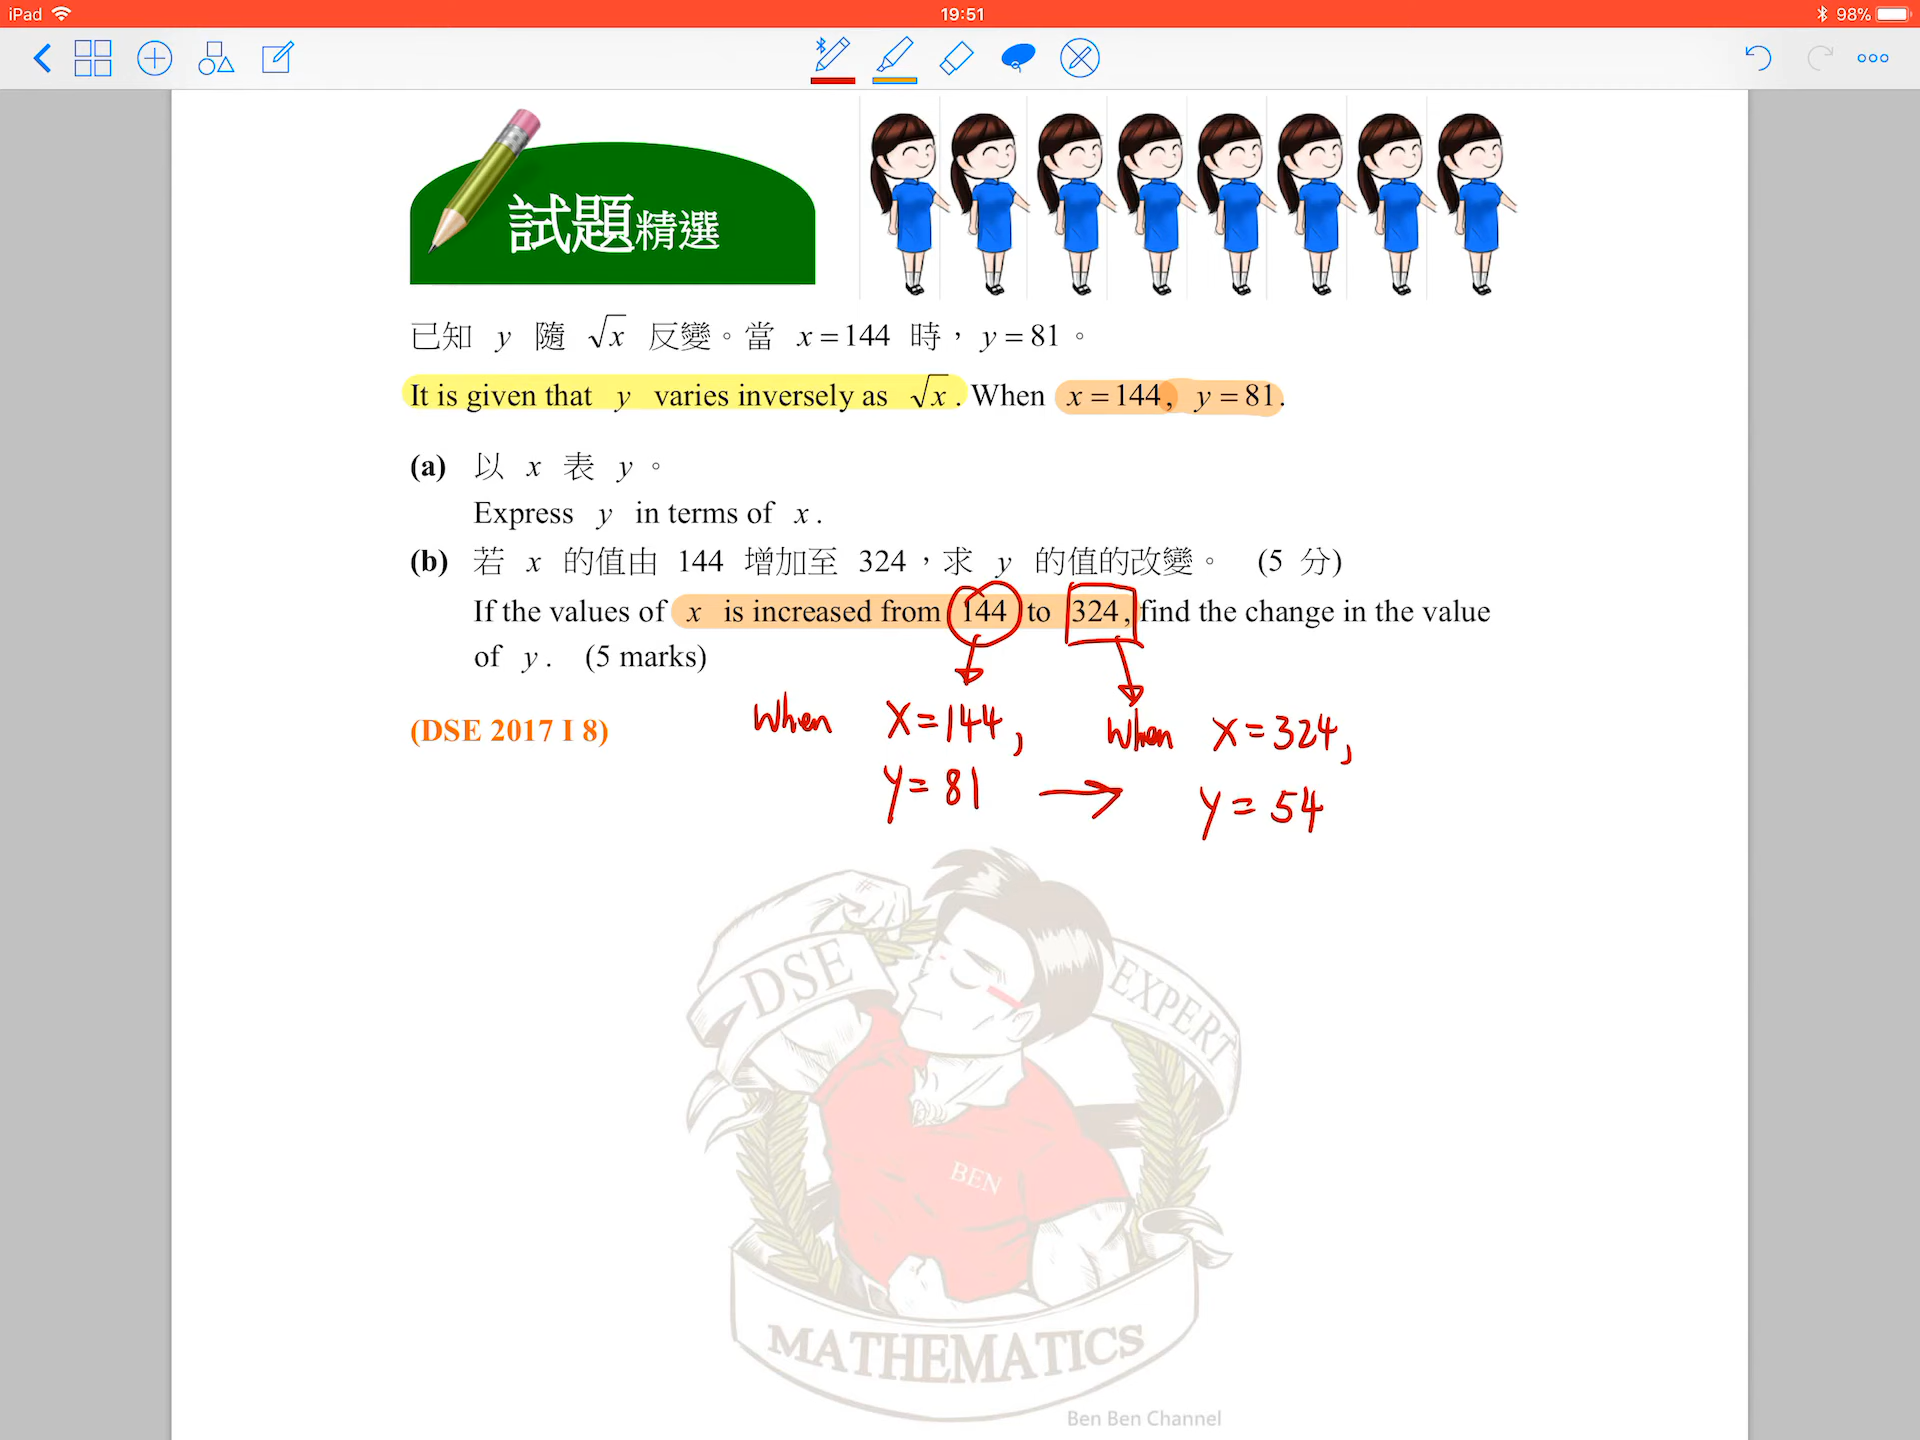 iPad 19:51 98%
試題精選
已知 y 隨 √x 反變。當 x=144 時，y=81。
It is given that y varies inversely as √x. When x=144, y=81.
(a) 以 x 表 y。
Express y in terms of x.
(b) 若 x 的值由 144 增加至 324，求 y 的值的改變。 (5 分)
If the values of x is increased from 144 to 324, find the change in the value
of y. (5 marks)
(DSE 2017 I 8)
When x=144, When x=324,
y=81 → y=54
DSE EXPERT
BEN
MATHEMATICS
Ben Ben Channel